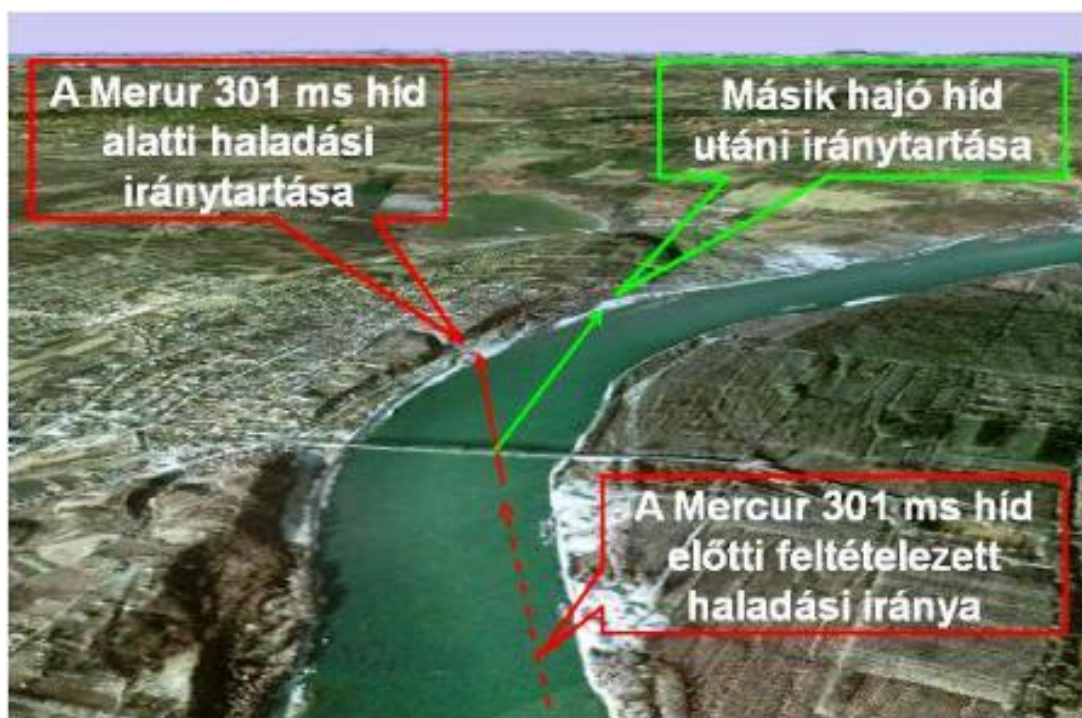 A Merur 301 ms híd
alatti haladási
iránytartása
Másik hajó híd
utáni iránytartása
A Mercur 301 ms híd
előtti feltételezett
haladási iránya